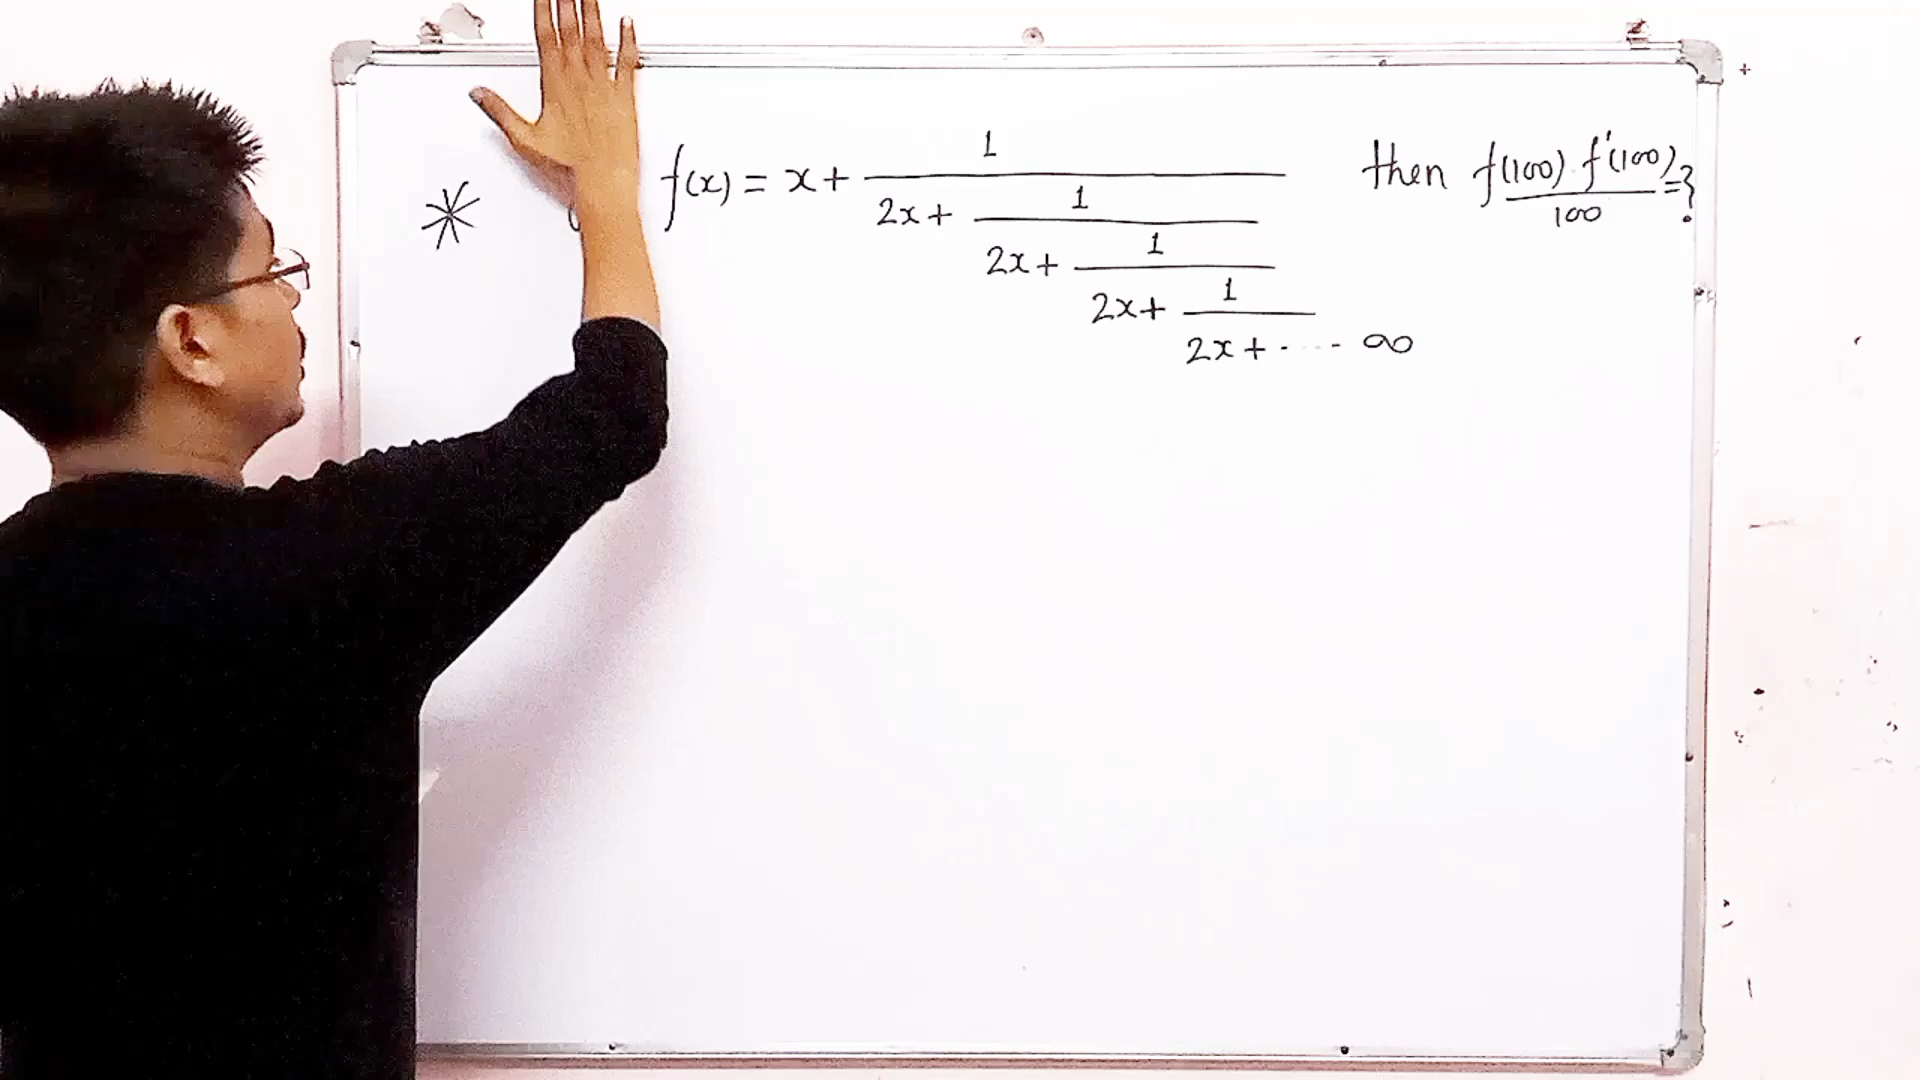 * f(x) = x + 1 then f(100) . f'(100) = ?
2x + 1 100
2x + 1
2x + 1
2x + .... ∞